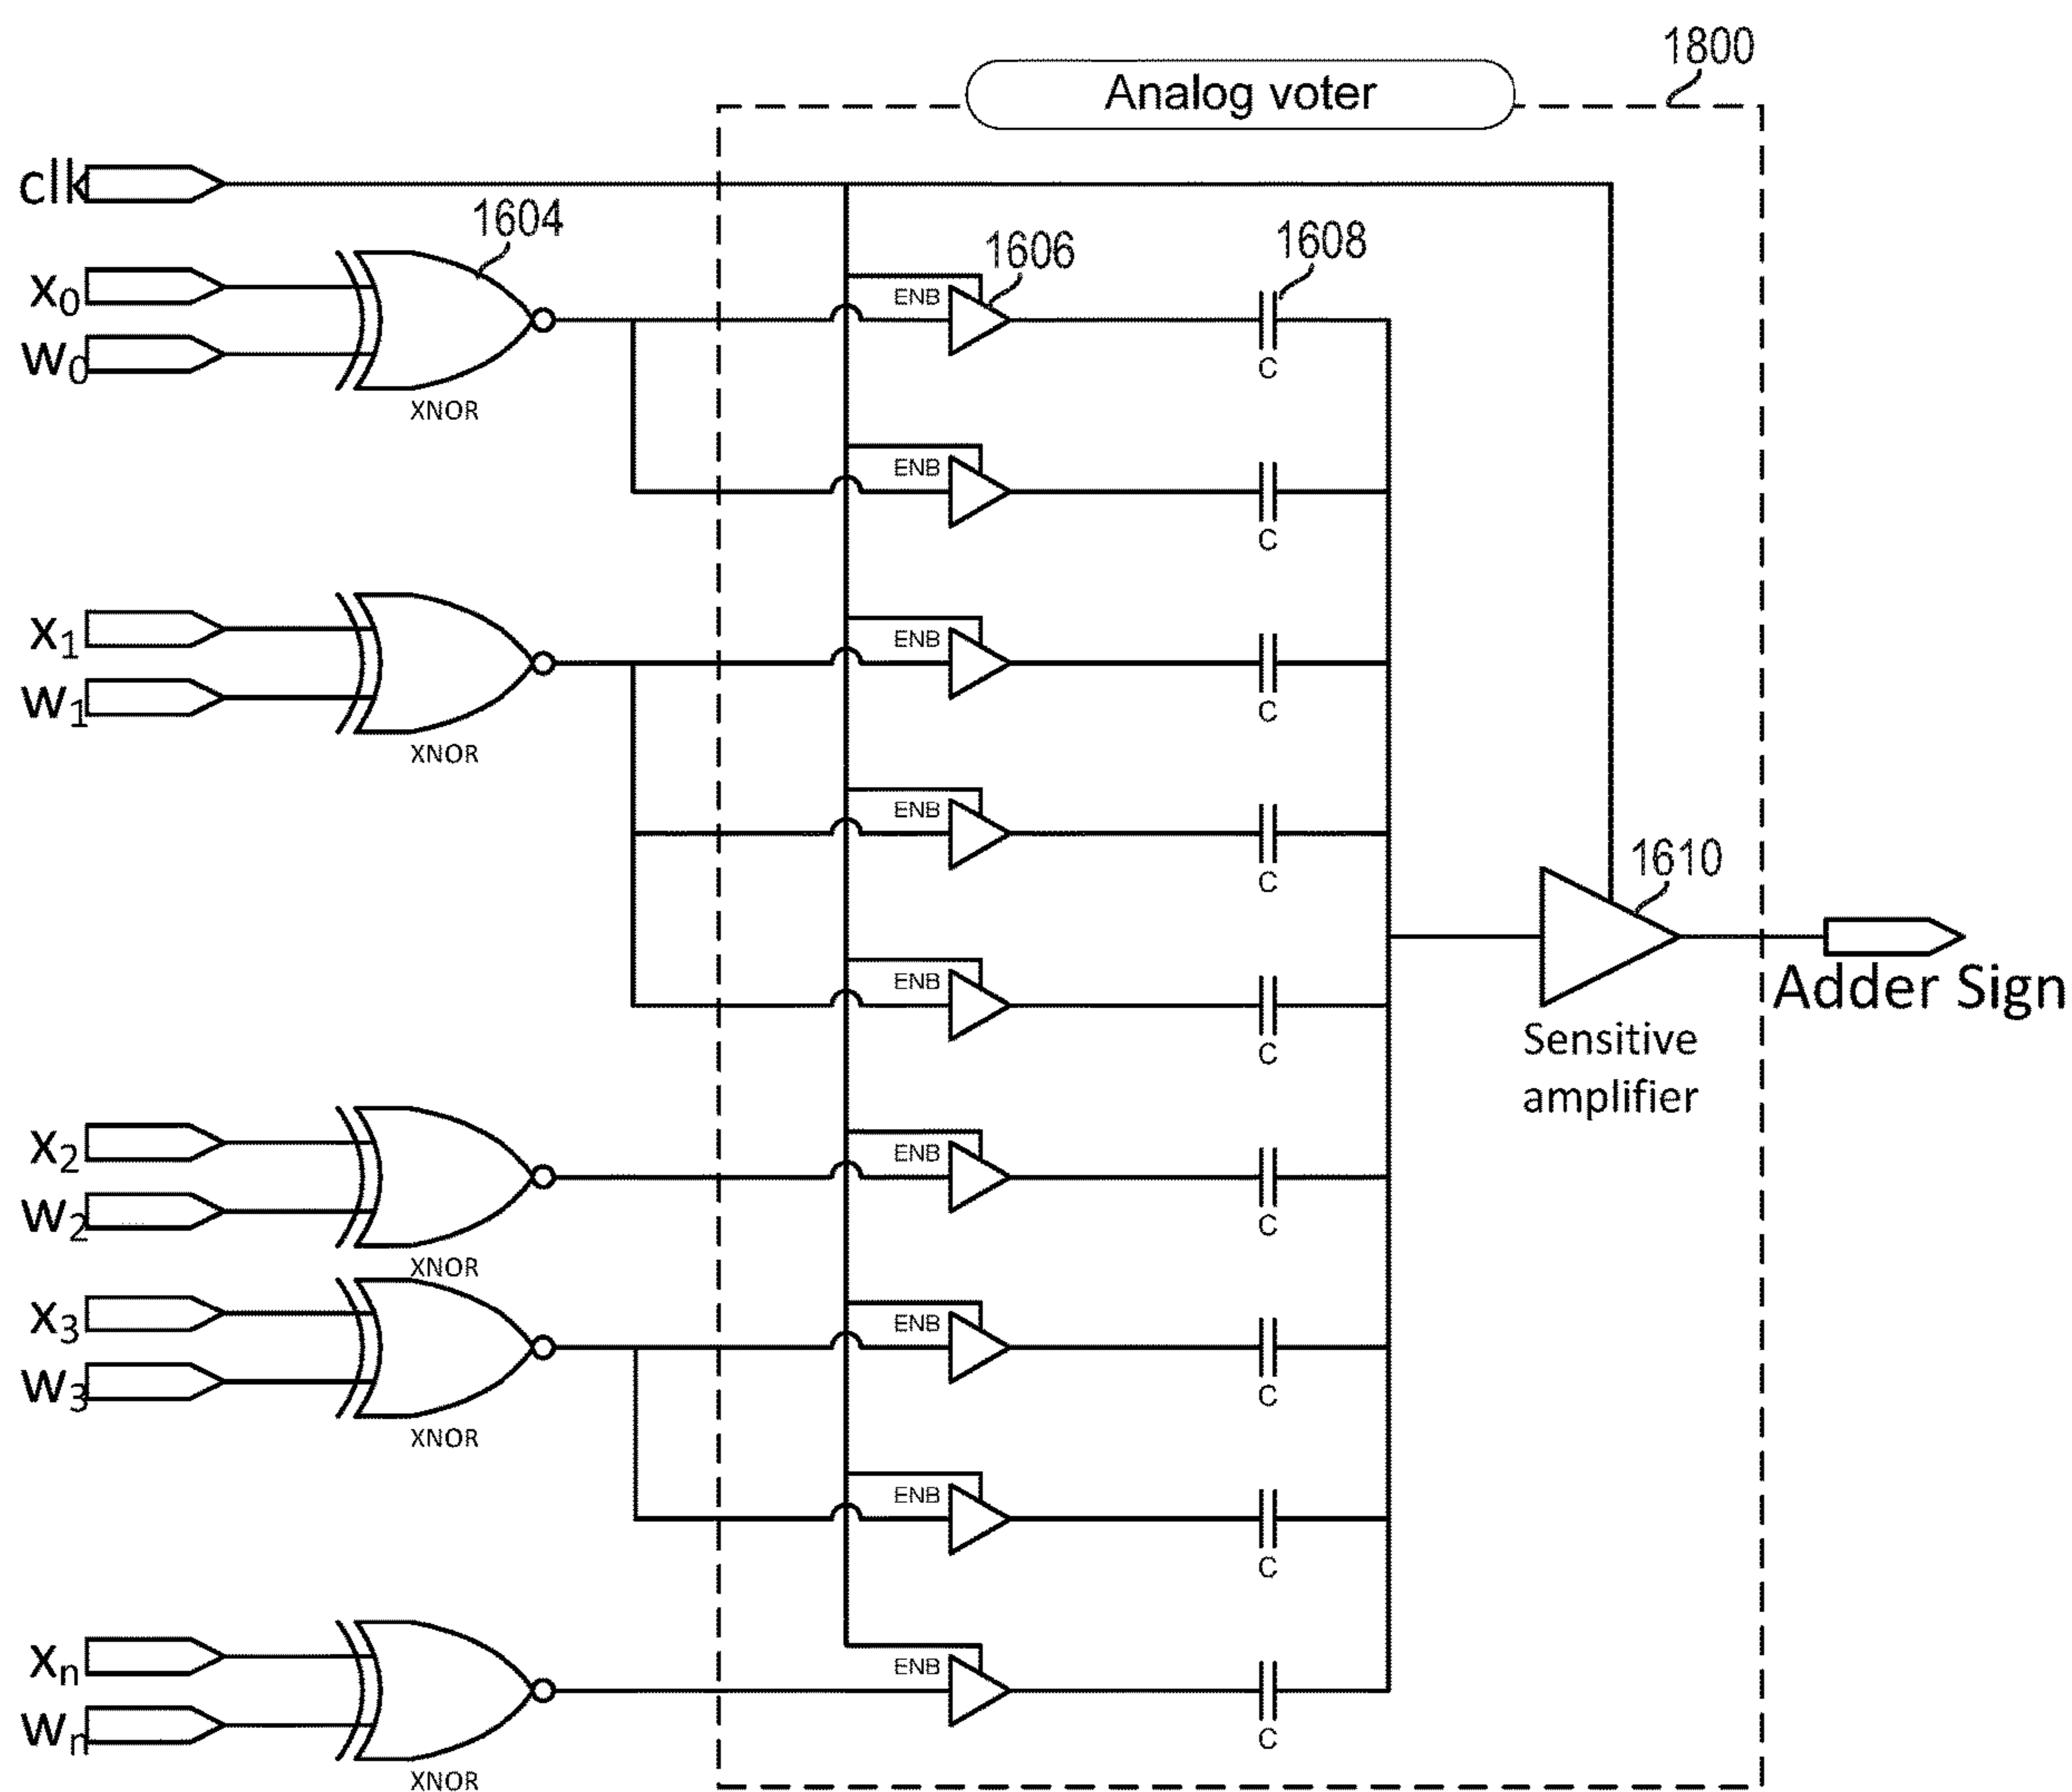 1800
Analog voter
clk
1604
x0
1606
1608
ENB
w0
C
XNOR
ENB
C
x1
ENB
w1
C
XNOR
ENB
C
1610
ENB
Adder Sign
C
Sensitive
amplifier
x2
ENB
w2
C
XNOR
x3
ENB
w3
C
XNOR
ENB
C
xn
ENB
wn
C
XNOR